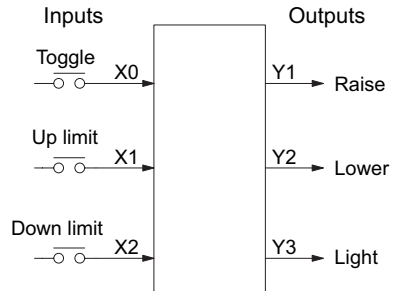 Inputs
Outputs
Toggle
X0
Y1
Raise
Up limit
X1
Y2
Lower
Down limit
X2
Y3
Light